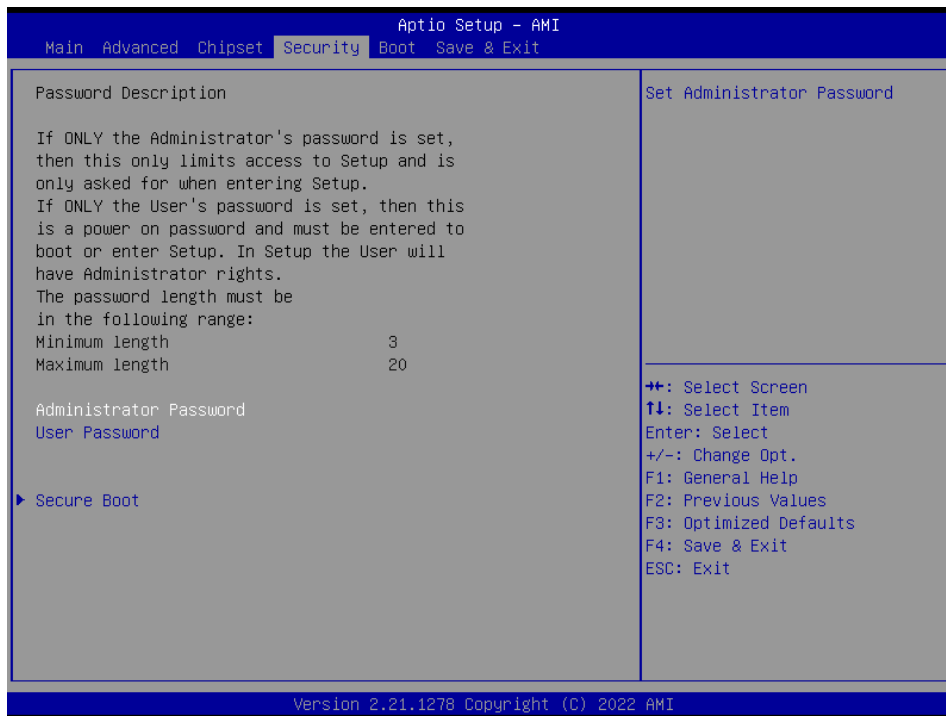 Aptio Setup – AMI
Main Advanced Chipset Security Boot Save & Exit
Password Description
If ONLY the Administrator's password is set,
then this only limits access to Setup and is
only asked for when entering Setup.
If ONLY the User's password is set, then this
is a power on password and must be entered to
boot or enter Setup. In Setup the User will
have Administrator rights.
The password length must be
in the following range:
Minimum length 3
Maximum length 20
Administrator Password
User Password
Secure Boot
Set Administrator Password
→←: Select Screen
↑↓: Select Item
Enter: Select
+/-: Change Opt.
F1: General Help
F2: Previous Values
F3: Optimized Defaults
F4: Save & Exit
ESC: Exit
Version 2.21.1278 Copyright (C) 2022 AMI